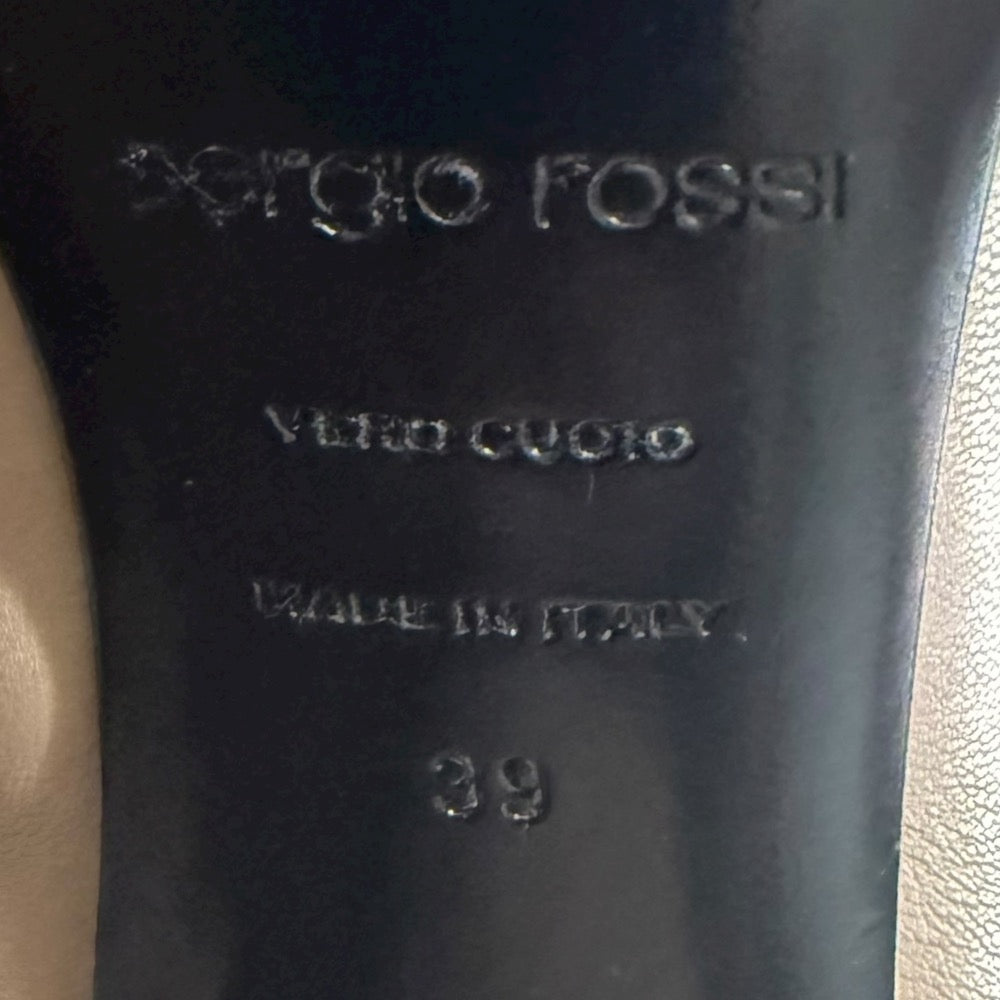 sergio rossi
VERO CUOIO
MADE IN ITALY
39